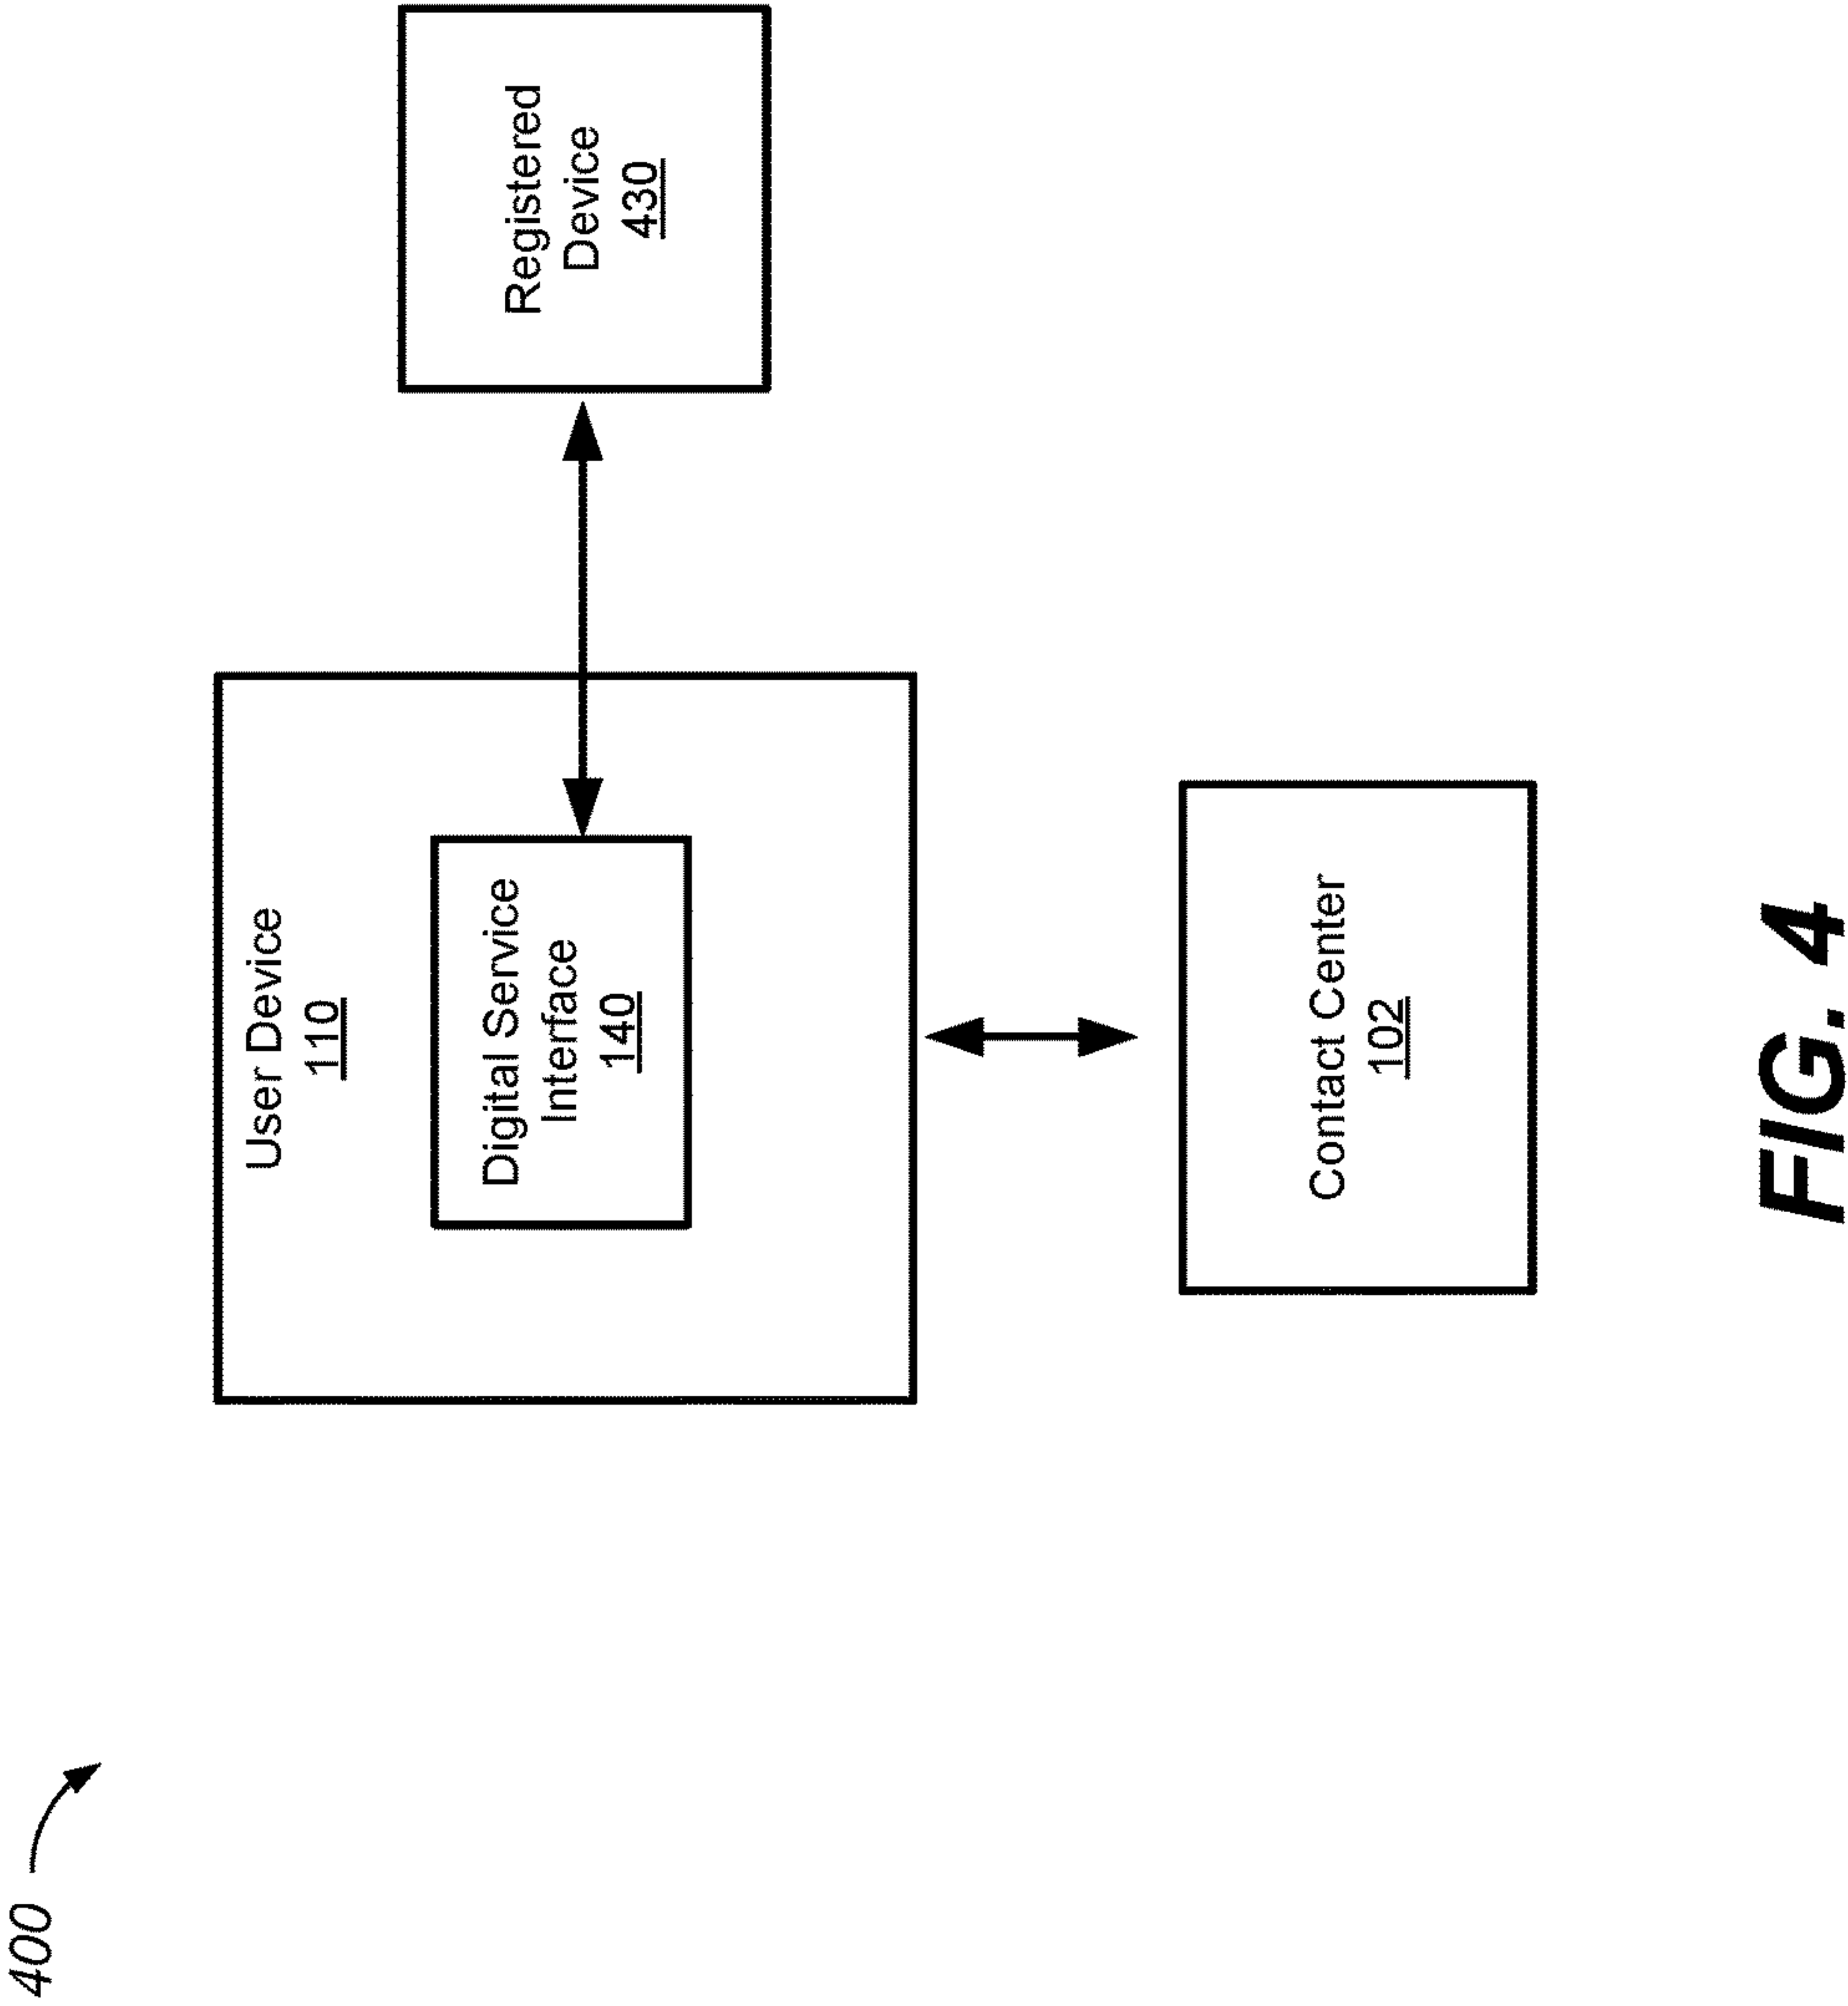 400
User Device
110
Digital Service
Interface
140
Registered
Device
430
Contact Center
102
FIG. 4